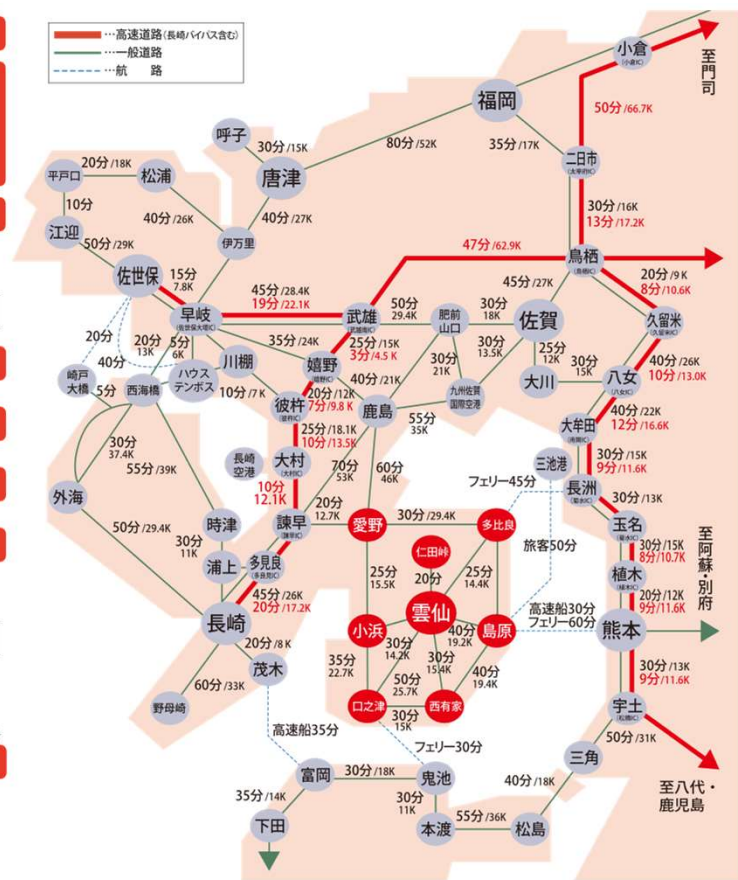 …高速道路(長崎バイパス含む)
…一般道路
…航　　路
小倉
(小倉IC)
至門司
福岡
50分/66.7K
呼子
30分/15K
80分/52K
35分/17K
二日市
(太宰府IC)
20分/18K
平戸口
松浦
唐津
10分
40分/26K
40分/27K
30分/16K
13分/17.2K
江迎
伊万里
50分/29K
47分/62.9K
鳥栖
(鳥栖IC)
佐世保
15分
7.8K
45分/28.4K
19分/22.1K
45分/27K
20分/9K
8分/10.6K
早岐
(佐世保大塔IC)
武雄
(武雄南IC)
50分
29.4K
肥前
山口
30分
18K
佐賀
久留米
(久留米IC)
20分
20分
13K
5分
6K
35分/24K
25分/15K
3分/4.5K
30分
21K
30分
13.5K
25分
12K
30分
15K
40分/26K
10分/13.0K
40分
川棚
嬉野
(嬉野IC)
40分/21K
崎戸
大橋
5分
西海橋
ハウス
テンボス
10分/7K
20分/12K
7分/9.8K
九州佐賀
国際空港
大川
八女
(八女IC)
彼杵
(彼杵IC)
鹿島
55分
35K
40分/22K
12分/16.6K
大牟田
(南関IC)
30分
37.4K
25分/18.1K
10分/13.5K
55分/39K
長崎
空港
大村
(大村IC)
70分
53K
60分
46K
三池港
30分/15K
9分/11.6K
フェリー45分
10分
12.1K
長洲
(菊水IC)
30分/13K
外海
20分
12.7K
50分/29.4K
時津
諫早
(諫早IC)
愛野
30分/29.4K
多比良
玉名
(菊水IC)
至阿蘇・別府
旅客50分
30分
11K
仁田峠
30分/15K
8分/10.7K
浦上
多見良
(多良見IC)
25分
15.5K
20分
25分
14.4K
植木
(植木IC)
45分/26K
20分/17.2K
雲仙
高速船30分
フェリー60分
20分/12K
9分/11.6K
長崎
小浜
40分
19.2K
島原
熊本
20分/8K
30分
14.2K
30分
15.4K
茂木
35分
22.7K
50分
25.7K
40分
19.4K
30分/13K
9分/11.6K
60分/33K
野母崎
口之津
西有家
宇土
(松橋IC)
30分
15K
高速船35分
50分/31K
フェリー30分
三角
富岡
30分/18K
鬼池
40分/18K
至八代・
鹿児島
35分/14K
30分
11K
下田
本渡
55分/36K
松島